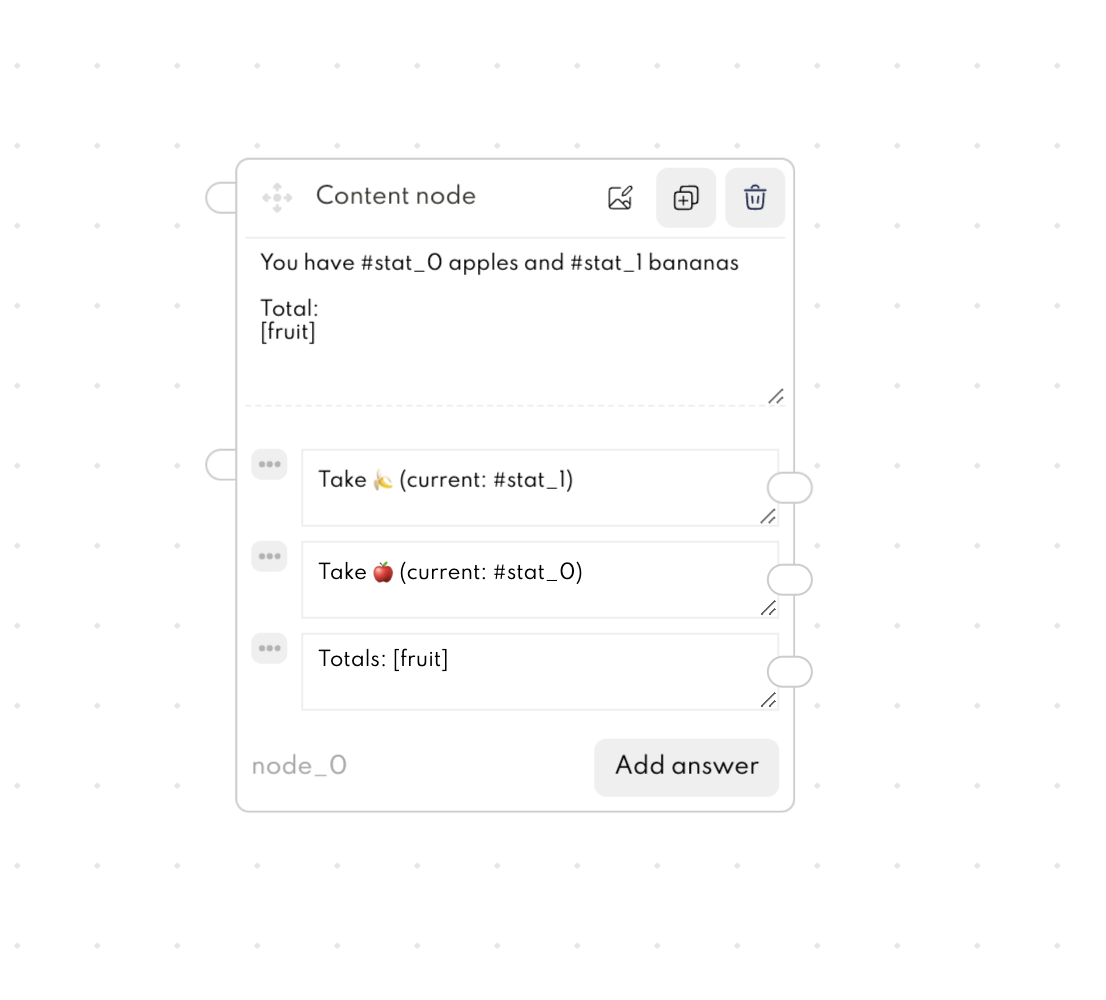 Content node
You have #stat_0 apples and #stat_1 bananas
Total:
[fruit]
Take 🍌 (current: #stat_1)
Take 🍎 (current: #stat_0)
Totals: [fruit]
node_0
Add answer